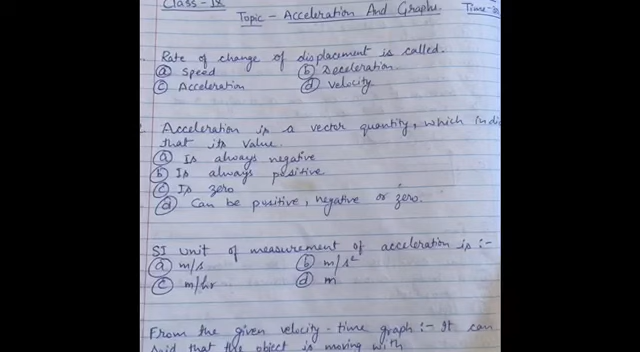 Class - IX
Topic - Acceleration And Graphs.
Time -
Rate of change of displacement is called.
(a) Speed (b) Deceleration
(c) Acceleration (d) Velocity
Acceleration is a vector quantity, which indi
that its value.
(a) Is always negative
(b) Is always positive
(c) Is zero
(d) Can be positive, negative or zero.
SI unit of measurement of acceleration is :-
(a) m/s (b) m/s²
(c) m/hr (d) m
From the given velocity - time graph :- It can
said that the object is moving with